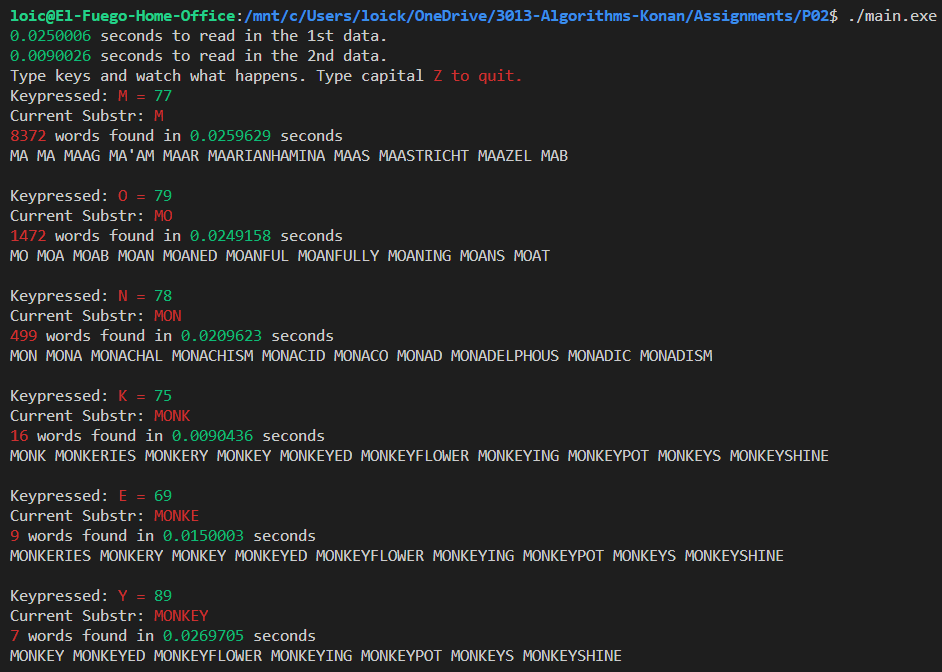 loic@El-Fuego-Home-Office:/mnt/c/Users/loick/OneDrive/3013-Algorithms-Konan/Assignments/P02$ ./main.exe
0.0250006 seconds to read in the 1st data.
0.0090026 seconds to read in the 2nd data.
Type keys and watch what happens. Type capital Z to quit.
Keypressed: M = 77
Current Substr: M
8372 words found in 0.0259629 seconds
MA MA MAAG MA'AM MAAR MAARIANHAMINA MAAS MAASTRICHT MAAZEL MAB
Keypressed: O = 79
Current Substr: MO
1472 words found in 0.0249158 seconds
MO MOA MOAB MOAN MOANED MOANFUL MOANFULLY MOANING MOANS MOAT
Keypressed: N = 78
Current Substr: MON
499 words found in 0.0209623 seconds
MON MONA MONACHAL MONACHISM MONACID MONACO MONAD MONADELPHOUS MONADIC MONADISM
Keypressed: K = 75
Current Substr: MONK
16 words found in 0.0090436 seconds
MONK MONKERIES MONKERY MONKEY MONKEYED MONKEYFLOWER MONKEYING MONKEYPOT MONKEYS MONKEYSHINE
Keypressed: E = 69
Current Substr: MONKE
9 words found in 0.0150003 seconds
MONKERIES MONKERY MONKEY MONKEYED MONKEYFLOWER MONKEYING MONKEYPOT MONKEYS MONKEYSHINE
Keypressed: Y = 89
Current Substr: MONKEY
7 words found in 0.0269705 seconds
MONKEY MONKEYED MONKEYFLOWER MONKEYING MONKEYPOT MONKEYS MONKEYSHINE